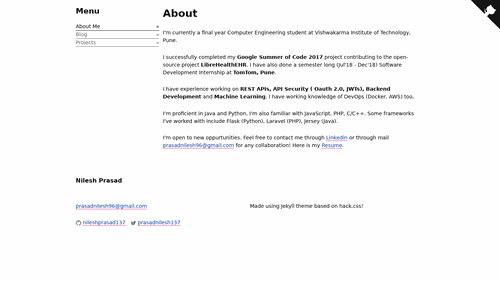 Menu
About Me »
Blog »
Projects »
About
I'm currently a final year Computer Engineering student at Vishwakarma Institute of Technology,
Pune.
I successfully completed my Google Summer of Code 2017 project contributing to the open-
source project LibreHealthEHR. I have also done a semester long (Jul'18 - Dec'18) Software
Development Internship at TomTom, Pune.
I have experience working on REST APIs, API Security ( Oauth 2.0, JWTs), Backend
Development and Machine Learning. I have working knowledge of DevOps (Docker, AWS) too.
I'm proficient in Java and Python. I'm also familiar with JavaScript, PHP, C/C++. Some frameworks
I've worked with include Flask (Python), Laravel (PHP), Jersey (Java).
I'm open to new oppurtunities. Feel free to contact me through LinkedIn or through mail
prasadnilesh96@gmail.com for any collaboration! Here is my Resume.
Nilesh Prasad
prasadnilesh96@gmail.com
Made using Jekyll theme based on hack.css!
nileshprasad137 prasadnilesh137